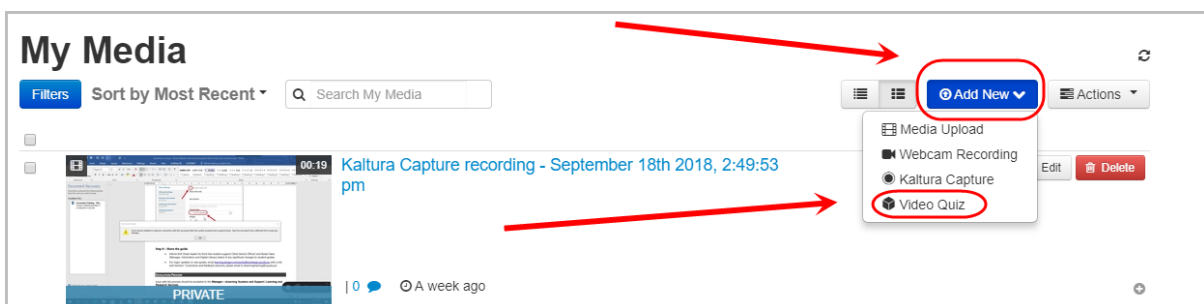 My Media
Filters Sort by Most Recent Search My Media Add New Actions
Media Upload
Webcam Recording
Kaltura Capture
Video Quiz
Edit Delete
00:19
Kaltura Capture recording - September 18th 2018, 2:49:53
pm
PRIVATE
| 0 A week ago